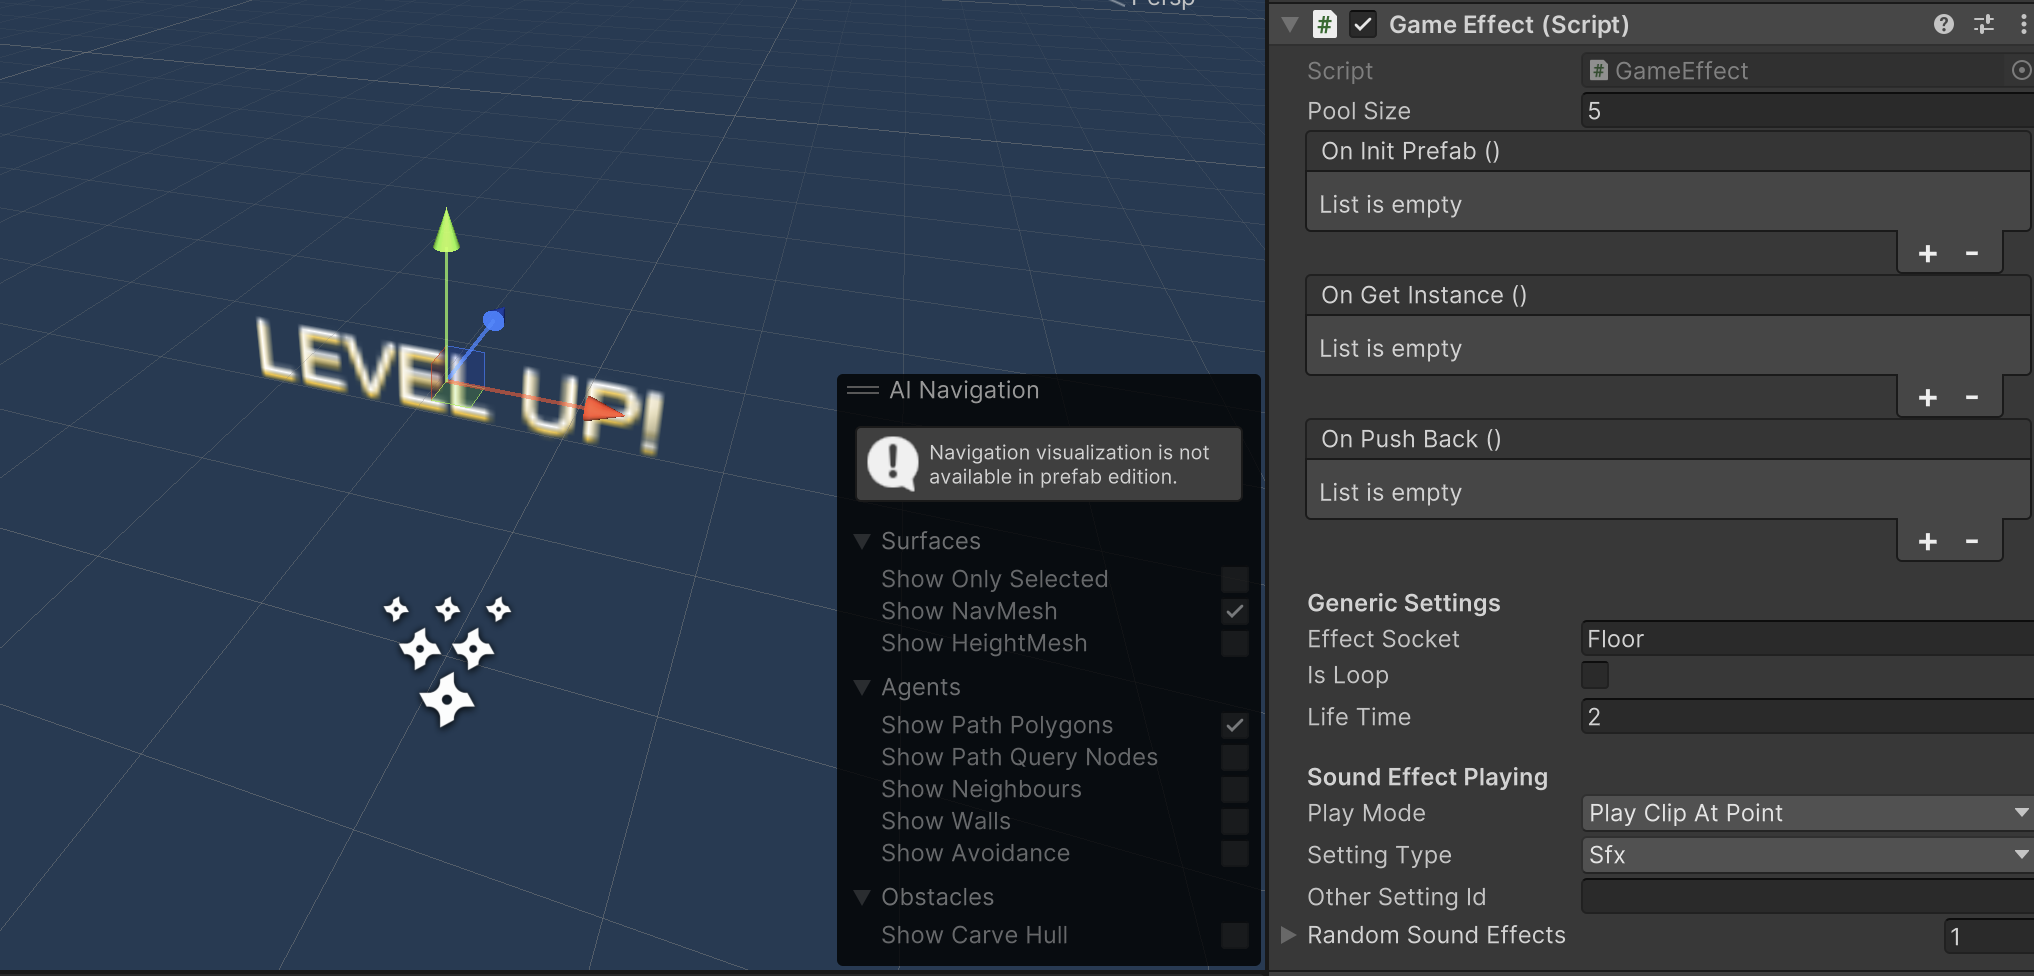 Persp
LEVEL UP!
AI Navigation
Navigation visualization is not
available in prefab edition.
Surfaces
Show Only Selected
Show NavMesh
Show HeightMesh
Agents
Show Path Polygons
Show Path Query Nodes
Show Neighbours
Show Walls
Show Avoidance
Obstacles
Show Carve Hull
# Game Effect (Script)
Script # GameEffect
Pool Size 5
On Init Prefab ()
List is empty
+ -
On Get Instance ()
List is empty
+ -
On Push Back ()
List is empty
+ -
Generic Settings
Effect Socket Floor
Is Loop
Life Time 2
Sound Effect Playing
Play Mode Play Clip At Point
Setting Type Sfx
Other Setting Id
Random Sound Effects 1